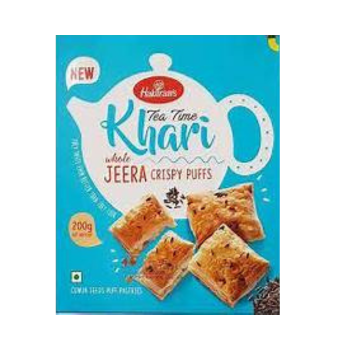 NEW
Haldiram's
Tea Time
Khari
whole
JEERA CRISPY PUFFS
200g
CUMIN SEEDS PUFF PASTRIES